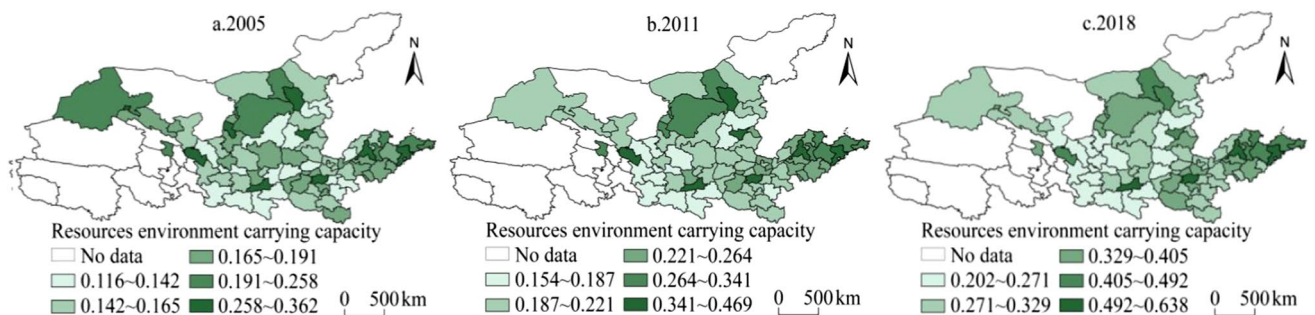 a.2005
N
Resources environment carrying capacity
No data
0.165~0.191
0.116~0.142
0.191~0.258
0.142~0.165
0.258~0.362
0 500 km
b.2011
N
Resources environment carrying capacity
No data
0.221~0.264
0.154~0.187
0.264~0.341
0.187~0.221
0.341~0.469
0 500 km
c.2018
N
Resources environment carrying capacity
No data
0.329~0.405
0.202~0.271
0.405~0.492
0.271~0.329
0.492~0.638
0 500 km